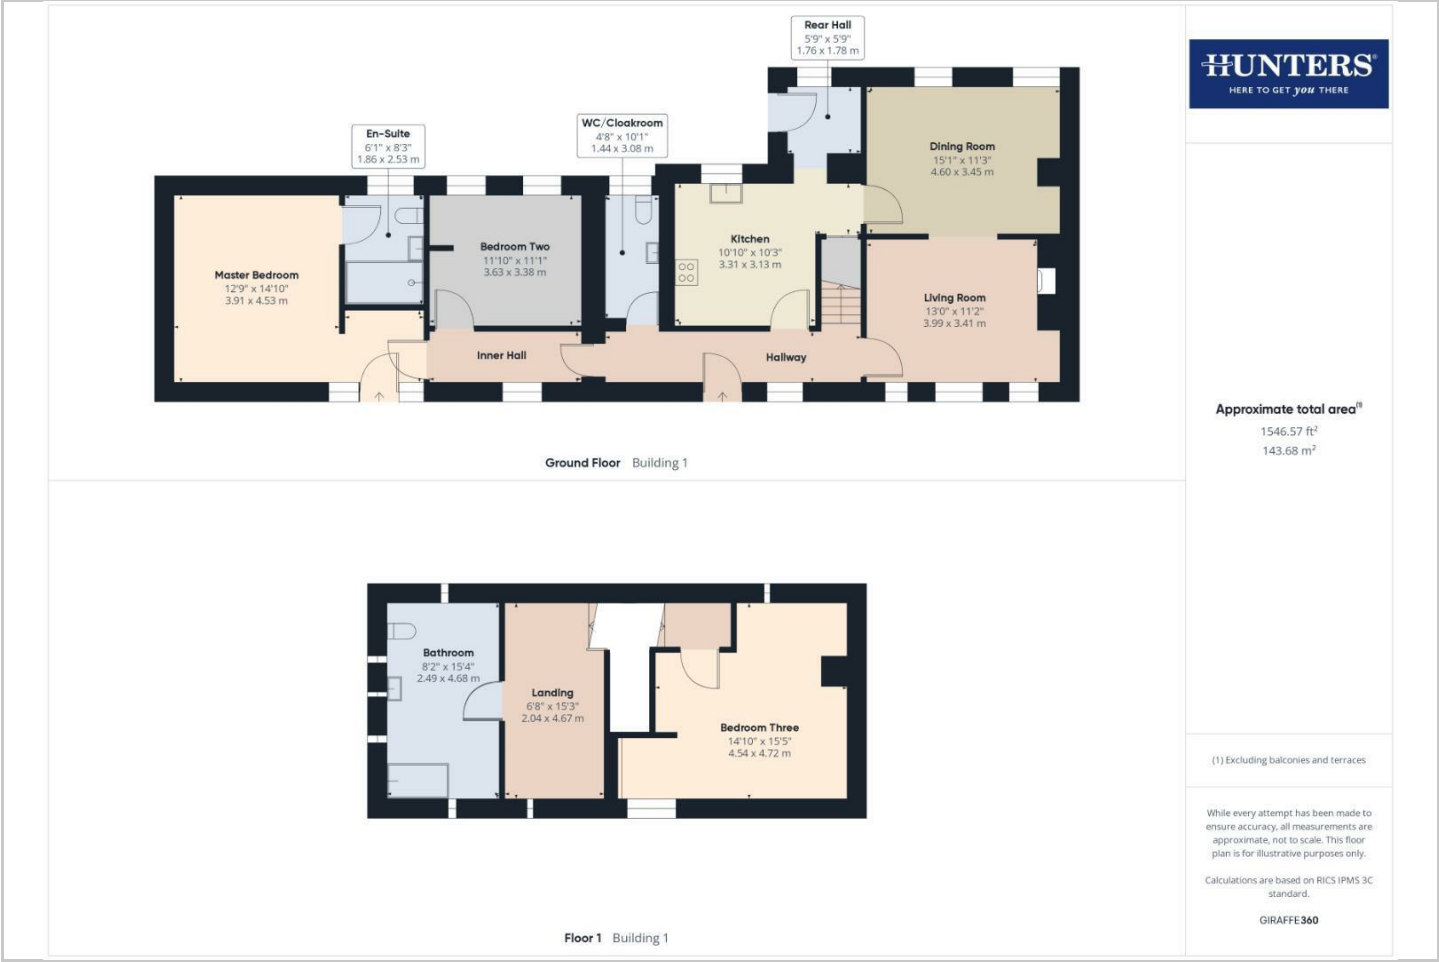 Rear Hall
5'9" x 5'9"
1.76 x 1.78 m
WC/Cloakroom
4'8" x 10'1"
1.44 x 3.08 m
En-Suite
6'1" x 8'3"
1.86 x 2.53 m
Dining Room
15'1" x 11'3"
4.60 x 3.45 m
Kitchen
10'10" x 10'3"
3.31 x 3.13 m
Bedroom Two
11'10" x 11'1"
3.63 x 3.38 m
Master Bedroom
12'9" x 14'10"
3.91 x 4.53 m
Living Room
13'0" x 11'2"
3.99 x 3.41 m
Inner Hall
Hallway
Ground Floor Building 1
Bathroom
8'2" x 15'4"
2.49 x 4.68 m
Landing
6'8" x 15'3"
2.04 x 4.67 m
Bedroom Three
14'10" x 15'5"
4.54 x 4.72 m
Floor 1 Building 1
HUNTERS®
HERE TO GET you THERE
Approximate total area(1)
1546.57 ft²
143.68 m²
(1) Excluding balconies and terraces
While every attempt has been made to
ensure accuracy, all measurements are
approximate, not to scale. This floor
plan is for illustrative purposes only.
Calculations are based on RICS IPMS 3C
standard.
GIRAFFE360